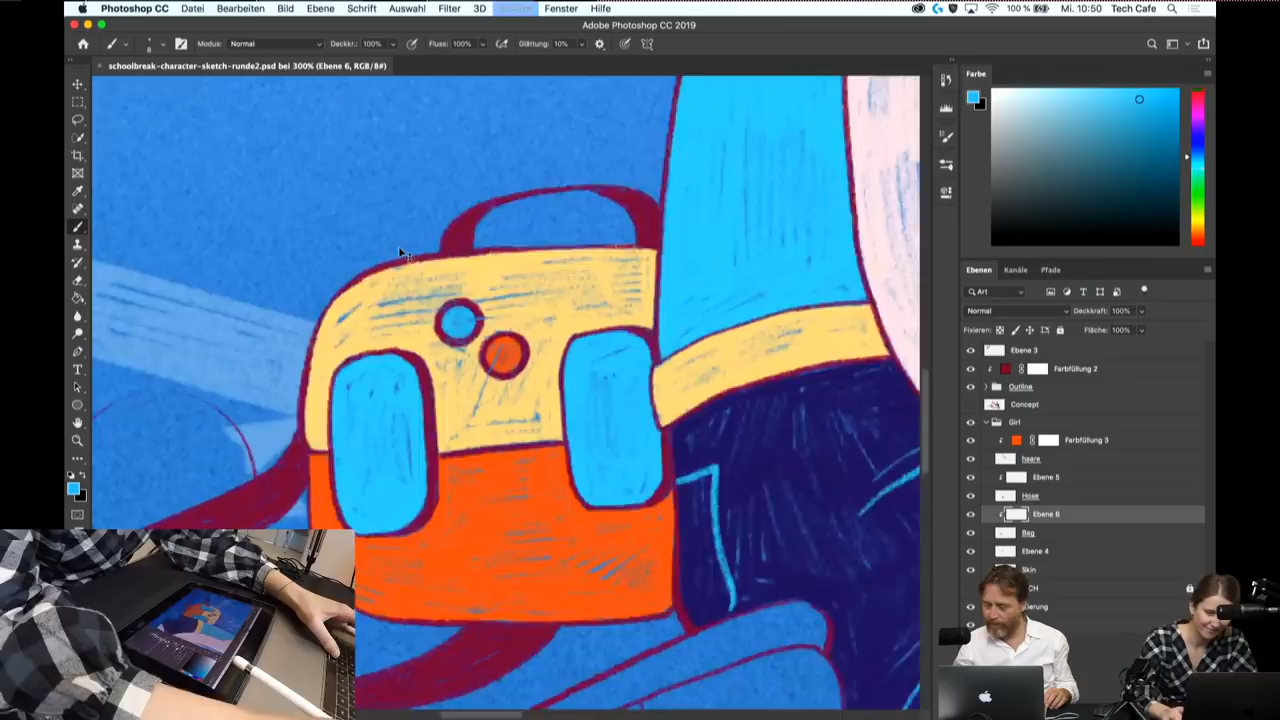 Photoshop CC Datei Bearbeiten Bild Ebene Schrift Auswahl Filter 3D Fenster Hilfe 100 % Mi. 10:50 Tech Cafe
Adobe Photoshop CC 2019
8 Modus: Normal Deckkr.: 100% Fluss: 100% Glättung: 10%
× schoolbreak-character-sketch-runde2.psd bei 300% (Ebene 6, RGB/8#)
Farbe
Ebenen Kanäle Pfade
Art
Normal Deckkraft: 100%
Fixieren: Fläche: 100%
Ebene 3
Farbfüllung 2
Outline
Concept
Girl
Farbfüllung 3
haare
Ebene 5
Hose
Ebene 6
Bag
Ebene 4
Skin